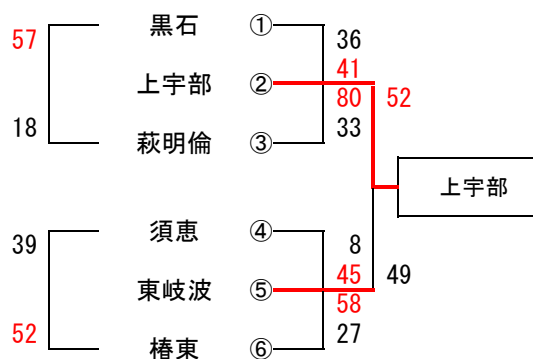 57 黒石 ① 36
上宇部 ② 41
80 52
18 萩明倫 ③ 33
上宇部
39 須恵 ④ 8
東岐波 ⑤ 45 49
58
52 椿東 ⑥ 27